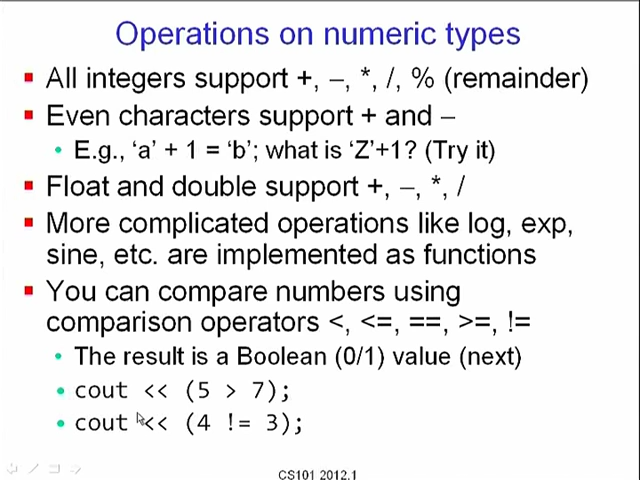 Operations on numeric types
All integers support +, –, *, /, % (remainder)
Even characters support + and –
E.g., ‘a’ + 1 = ‘b’; what is ‘Z’+1? (Try it)
Float and double support +, –, *, /
More complicated operations like log, exp,
sine, etc. are implemented as functions
You can compare numbers using
comparison operators <, <=, ==, >=, !=
The result is a Boolean (0/1) value (next)
cout << (5 > 7);
cout << (4 != 3);
CS101 2012.1